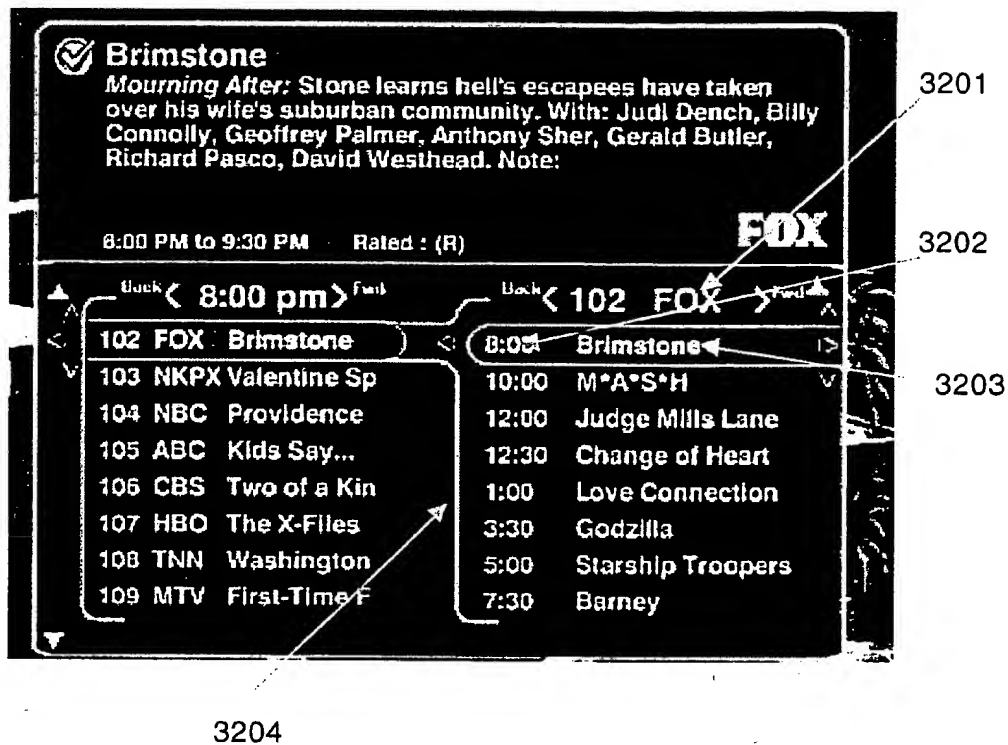 Brimstone
Mourning After: Stone learns hell's escapees have taken
over his wife's suburban community. With: Judi Dench, Billy
Connolly, Geoffrey Palmer, Anthony Sher, Gerald Butler,
Richard Pasco, David Westhead. Note:
FOX
8:00 PM to 9:30 PM Rated : (R)
Back < 8:00 pm > Fwd
102 FOX Brimstone
103 NKPX Valentine Sp
104 NBC Providence
105 ABC Kids Say...
106 CBS Two of a Kin
107 HBO The X-Files
108 TNN Washington
109 MTV First-Time F
Back < 102 FOX > Fwd
8:00 Brimstone
10:00 M*A*S*H
12:00 Judge Mills Lane
12:30 Change of Heart
1:00 Love Connection
3:30 Godzilla
5:00 Starship Troopers
7:30 Barney
3201
3202
3203
3204